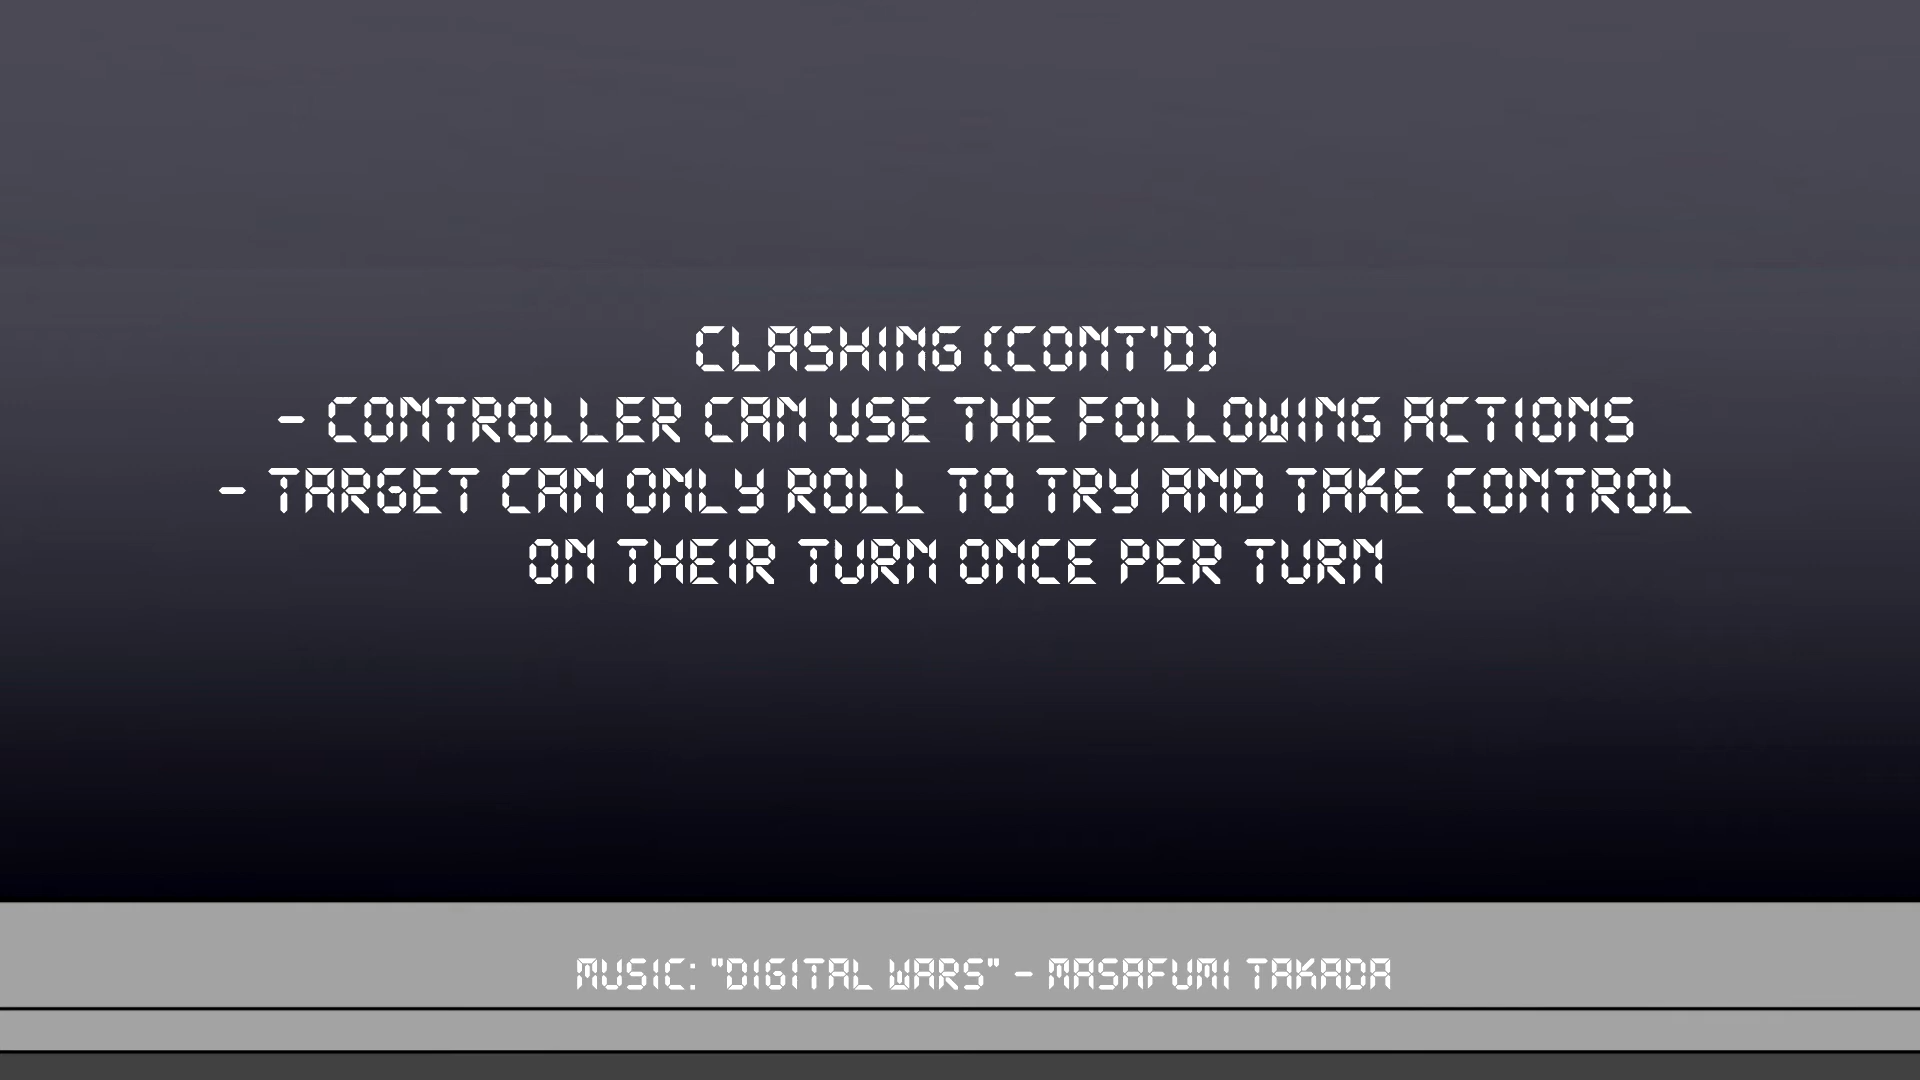 CLASHING (CONT'D)
- CONTROLLER CAN USE THE FOLLOWING ACTIONS
- TARGET CAN ONLY ROLL TO TRY AND TAKE CONTROL
ON THEIR TURN ONCE PER TURN
MUSIC: "DIGITAL WARS" - MASAFUMI TAKADA